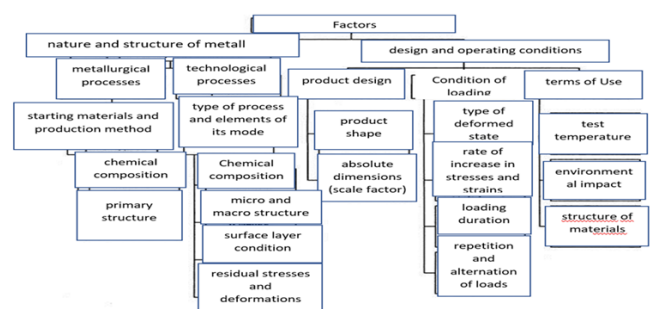 Factors
nature and structure of metall
design and operating conditions
metallurgical
processes
technological
processes
product design
Condition of
loading
terms of Use
starting materials and
production method
type of process
and elements of
its mode
product
shape
type of
deformed
state
test
temperature
chemical
composition
Chemical
composition
absolute
dimensions
(scale factor)
rate of
increase in
stresses and
strains
environment
al impact
primary
structure
micro and
macro structure
loading
duration
structure of
materials
surface layer
condition
repetition
and
alternation
of loads
residual stresses
and
deformations